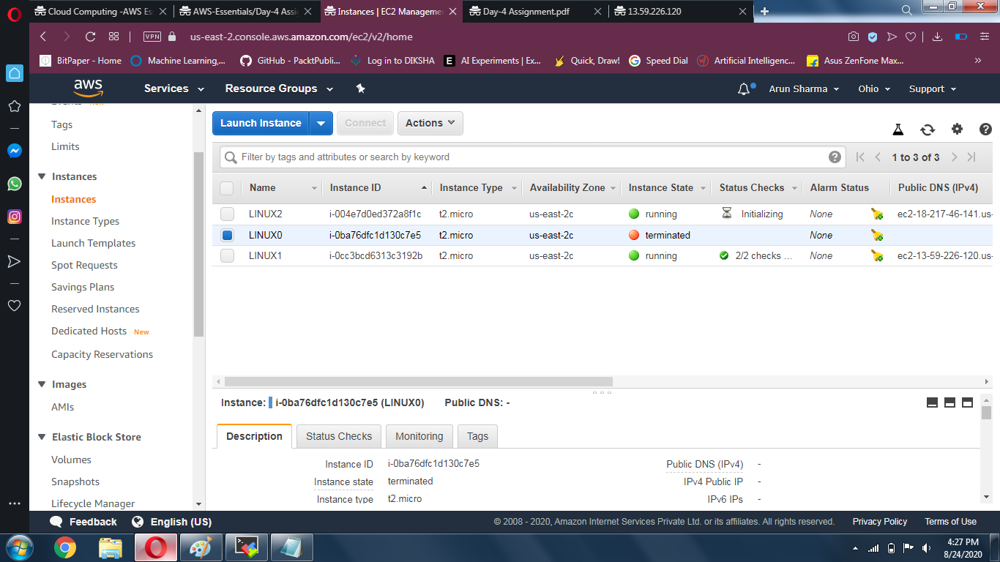 Cloud Computing -AWS Es
AWS-Essentials/Day-4 Assi
Instances | EC2 Managemen
Day-4 Assignment.pdf
13.59.226.120
VPN
us-east-2.console.aws.amazon.com/ec2/v2/home
BitPaper - Home
Machine Learning,...
GitHub - PacktPubli...
Log in to DIKSHA
AI Experiments | Ex...
Quick, Draw!
Speed Dial
Artificial Intelligenc...
Asus ZenFone Max...
aws
Services
Resource Groups
Arun Sharma
Ohio
Support
Tags
Limits
Instances
Instances
Instance Types
Launch Templates
Spot Requests
Savings Plans
Reserved Instances
Dedicated Hosts New
Capacity Reservations
Images
AMIs
Elastic Block Store
Volumes
Snapshots
Lifecycle Manager
Launch Instance
Connect
Actions
Filter by tags and attributes or search by keyword
1 to 3 of 3
Name Instance ID Instance Type Availability Zone Instance State Status Checks Alarm Status Public DNS (IPv4)
LINUX2 i-004e7d0ed372a8f1c t2.micro us-east-2c running Initializing None ec2-18-217-46-141.us-
LINUX0 i-0ba76dfc1d130c7e5 t2.micro us-east-2c terminated None
LINUX1 i-0cc3bcd6313c3192b t2.micro us-east-2c running 2/2 checks ... None ec2-13-59-226-120.us-
Instance: i-0ba76dfc1d130c7e5 (LINUX0) Public DNS: -
Description
Status Checks
Monitoring
Tags
Instance ID i-0ba76dfc1d130c7e5 Public DNS (IPv4) -
Instance state terminated IPv4 Public IP -
Instance type t2.micro IPv6 IPs -
Feedback
English (US)
© 2008 - 2020, Amazon Internet Services Private Ltd. or its affiliates. All rights reserved.
Privacy Policy
Terms of Use
4:27 PM
8/24/2020